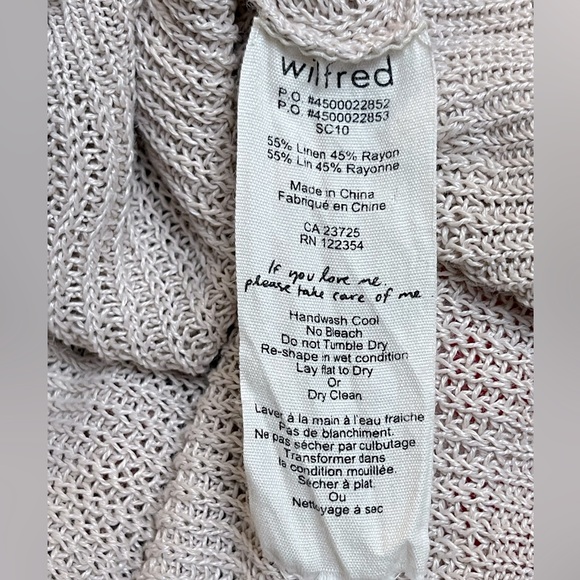 wilfred
P.O. #4500022852
P.O. #4500022853
SC10
55% Linen 45% Rayon
55% Lin 45% Rayonne
Made in China
Fabriqué en Chine
CA 23725
RN 122354
If you love me,
please take care of me
Handwash Cool
No Bleach
Do not Tumble Dry
Re-shape in wet condition
Lay flat to Dry
Or
Dry Clean
Laver à la main à l'eau fraiche
Pas de blanchiment.
Ne pas sécher par culbutage
Transformer dans
la condition mouillée.
Sécher à plat
Ou
Nettoyage à sec